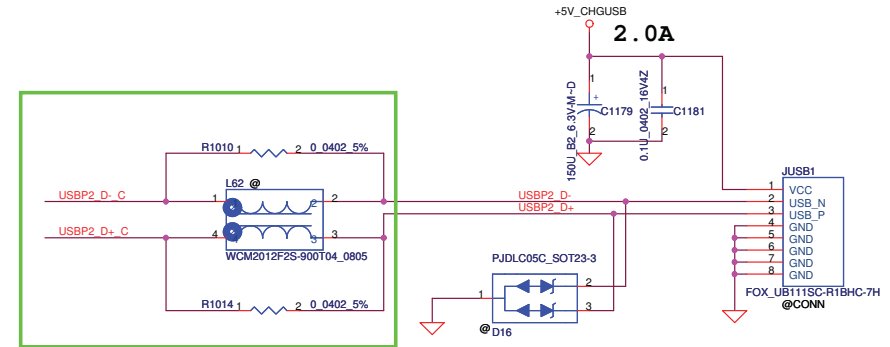 +5V_CHGUSB
2.0A
1
+
C1179
2
150U_B2_6.3V-M~D
1
C1181
2
0.1U_0402_16V4Z
R1010 1 2 0_0402_5%
L62 @
USBP2_D-_C 1 2 2 USBP2_D-
USBP2_D+_C 4 3 3 USBP2_D+
WCM2012F2S-900T04_0805
R1014 1 2 0_0402_5%
PJDLC05C_SOT23-3
1 2
3
@ D16
JUSB1
1 VCC
2 USB_N
3 USB_P
4 GND
5 GND
6 GND
7 GND
8 GND
FOX_UB111SC-R1BHC-7H
@CONN